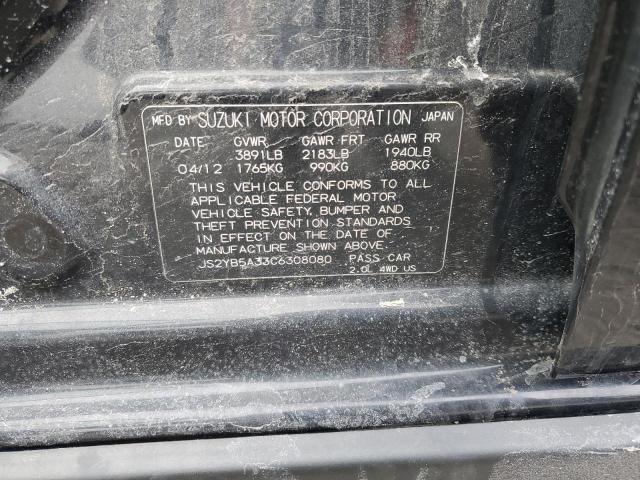 MFD BY SUZUKI MOTOR CORPORATION JAPAN
DATE GVWR GAWR FRT GAWR RR
3891LB 2183LB 1940LB
04/12 1765KG 990KG 880KG
THIS VEHICLE CONFORMS TO ALL
APPLICABLE FEDERAL MOTOR
VEHICLE SAFETY, BUMPER AND
THEFT PREVENTION STANDARDS
IN EFFECT ON THE DATE OF
MANUFACTURE SHOWN ABOVE.
JS2YB5A33C6308080 PASS CAR
2.0L 4WD US